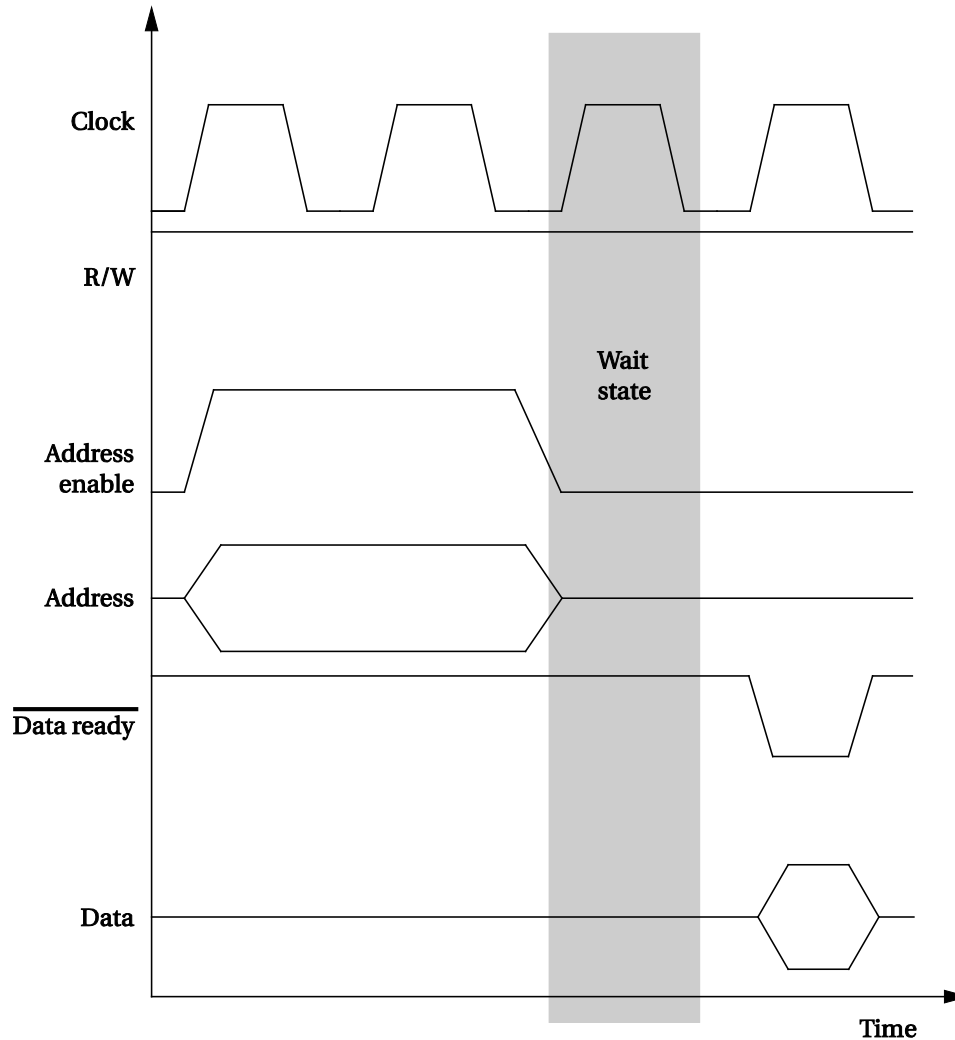 Clock
R/W
Wait
state
Address
enable
Address
Data ready
Data
Time